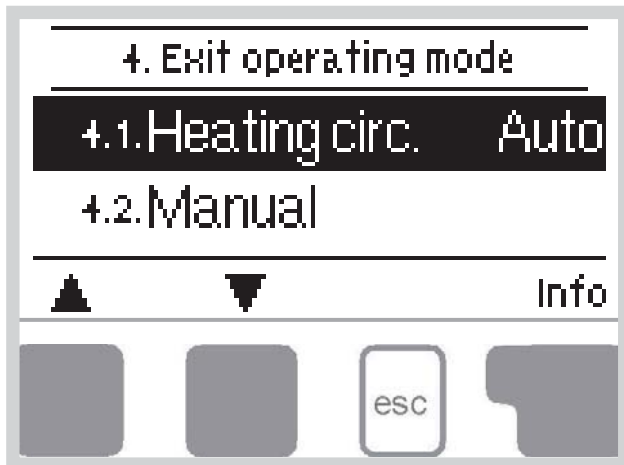 4. Exit operating mode
4.1. Heating circ. Auto
4.2. Manual
Info
esc